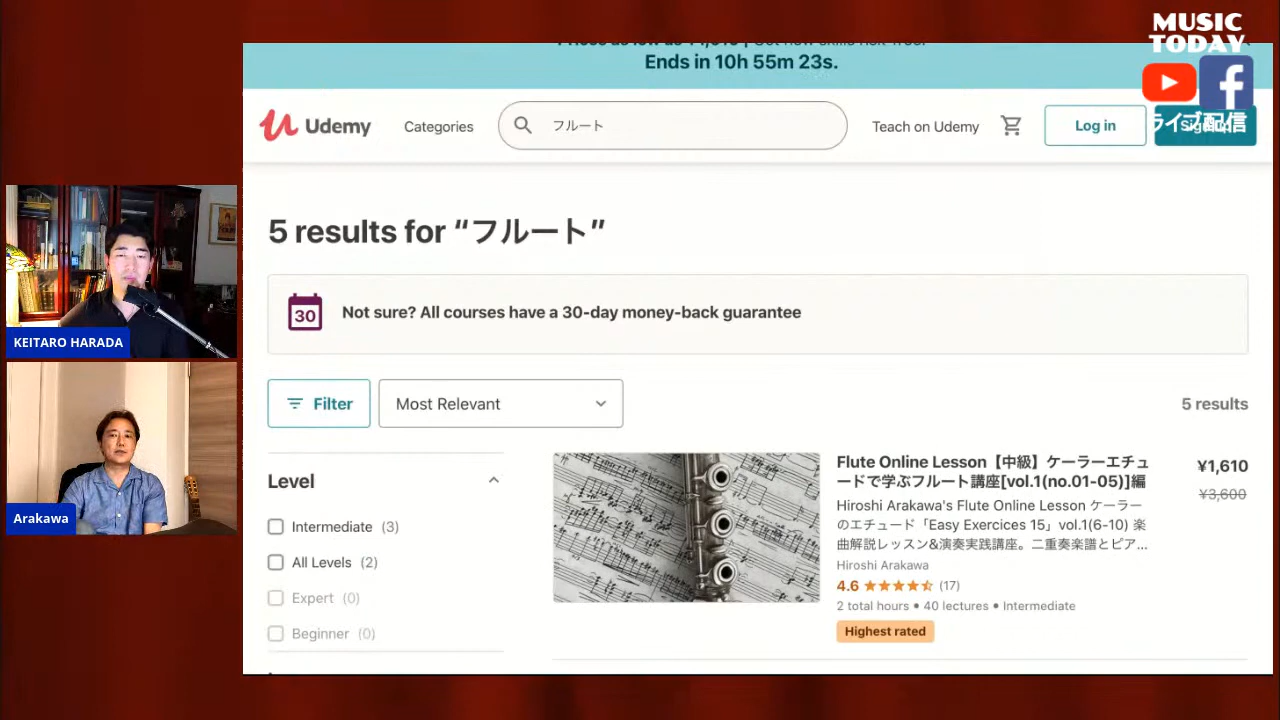 MUSIC
TODAY
ライブ配信
Ends in 10h 55m 23s.
Udemy
Categories
フルート
Teach on Udemy
Log in
5 results for “フルート”
30
Not sure? All courses have a 30-day money-back guarantee
Filter
Most Relevant
5 results
Level
Intermediate (3)
All Levels (2)
Expert (0)
Beginner (0)
Flute Online Lesson【中級】ケーラーエチュ
ードで学ぶフルート講座[vol.1(no.01-05)]編
¥1,610
¥3,600
Hiroshi Arakawa's Flute Online Lesson ケーラー
のエチュード「Easy Exercices 15」vol.1(6-10) 楽
曲解説レッスン&演奏実践講座。二重奏楽譜とピア...
Hiroshi Arakawa
4.6 (17)
2 total hours • 40 lectures • Intermediate
Highest rated
KEITARO HARADA
Arakawa